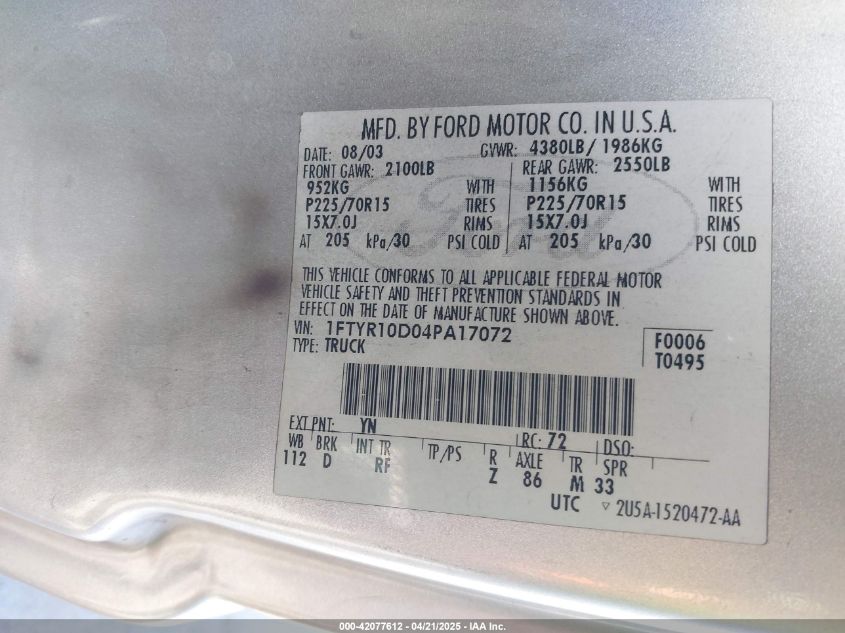 MFD. BY FORD MOTOR CO. IN U.S.A.
DATE: 08/03 GVWR: 4380LB/ 1986KG
FRONT GAWR: 2100LB REAR GAWR: 2550LB
952KG WITH 1156KG WITH
P225/70R15 TIRES P225/70R15 TIRES
15X7.0J RIMS 15X7.0J RIMS
AT 205 kPa/30 PSI COLD AT 205 kPa/30 PSI COLD
Ford
THIS VEHICLE CONFORMS TO ALL APPLICABLE FEDERAL MOTOR
VEHICLE SAFETY AND THEFT PREVENTION STANDARDS IN
EFFECT ON THE DATE OF MANUFACTURE SHOWN ABOVE.
VIN: 1FTYR10D04PA17072 F0006
TYPE: TRUCK T0495
EXT PNT: YN RC: 72 DSO:
WB BRK INT TR TP/PS R AXLE TR SPR
112 D RF Z 86 M 33
UTC ▽ 2U5A-1520472-AA
000-42077612 - 04/21/2025 - IAA Inc.